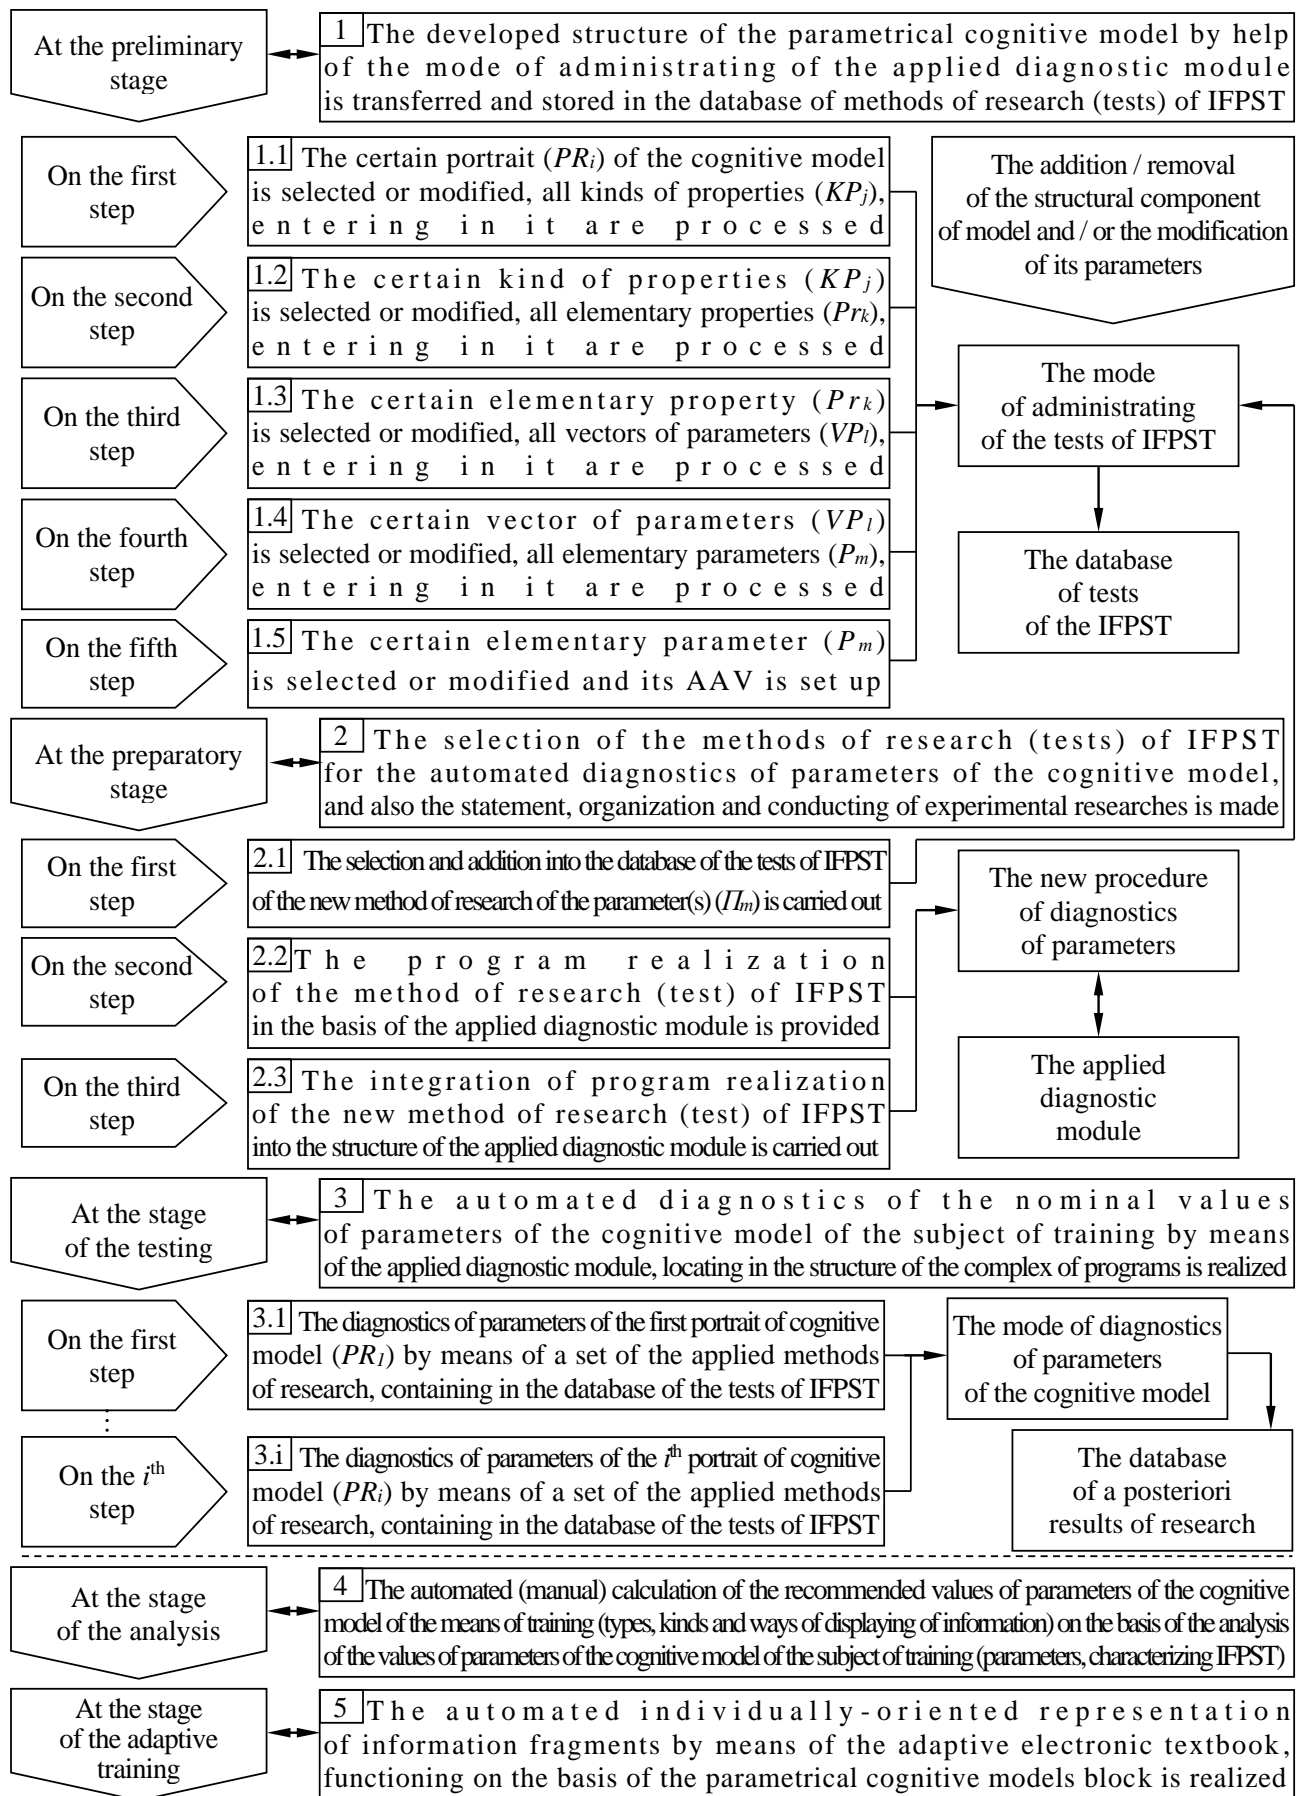 At the preliminary
stage
1 The developed structure of the parametrical cognitive model by help
of the mode of administrating of the applied diagnostic module
is transferred and stored in the database of methods of research (tests) of IFPST
On the first
step
1.1 The certain portrait (PRi) of the cognitive model
is selected or modified, all kinds of properties (KPj),
entering in it are processed
The addition / removal
of the structural component
of model and / or the modification
of its parameters
On the second
step
1.2 The certain kind of properties (KPj)
is selected or modified, all elementary properties (Prk),
entering in it are processed
On the third
step
1.3 The certain elementary property (Prk)
is selected or modified, all vectors of parameters (VPl),
entering in it are processed
The mode
of administrating
of the tests of IFPST
On the fourth
step
1.4 The certain vector of parameters (VPl)
is selected or modified, all elementary parameters (Pm),
entering in it are processed
The database
of tests
of the IFPST
On the fifth
step
1.5 The certain elementary parameter (Pm)
is selected or modified and its AAV is set up
At the preparatory
stage
2 The selection of the methods of research (tests) of IFPST
for the automated diagnostics of parameters of the cognitive model,
and also the statement, organization and conducting of experimental researches is made
On the first
step
2.1 The selection and addition into the database of the tests of IFPST
of the new method of research of the parameter(s) (Пm) is carried out
The new procedure
of diagnostics
of parameters
On the second
step
2.2 The program realization
of the method of research (test) of IFPST
in the basis of the applied diagnostic module is provided
On the third
step
2.3 The integration of program realization
of the new method of research (test) of IFPST
into the structure of the applied diagnostic module is carried out
The applied
diagnostic
module
At the stage
of the testing
3 The automated diagnostics of the nominal values
of parameters of the cognitive model of the subject of training by means
of the applied diagnostic module, locating in the structure of the complex of programs is realized
On the first
step
3.1 The diagnostics of parameters of the first portrait of cognitive
model (PR1) by means of a set of the applied methods
of research, containing in the database of the tests of IFPST
The mode of diagnostics
of parameters
of the cognitive model
...
On the ith
step
3.i The diagnostics of parameters of the ith portrait of cognitive
model (PRi) by means of a set of the applied methods
of research, containing in the database of the tests of IFPST
The database
of a posteriori
results of research
At the stage
of the analysis
4 The automated (manual) calculation of the recommended values of parameters of the cognitive
model of the means of training (types, kinds and ways of displaying of information) on the basis of the analysis
of the values of parameters of the cognitive model of the subject of training (parameters, characterizing IFPST)
At the stage
of the adaptive
training
5 The automated individually-oriented representation
of information fragments by means of the adaptive electronic textbook,
functioning on the basis of the parametrical cognitive models block is realized